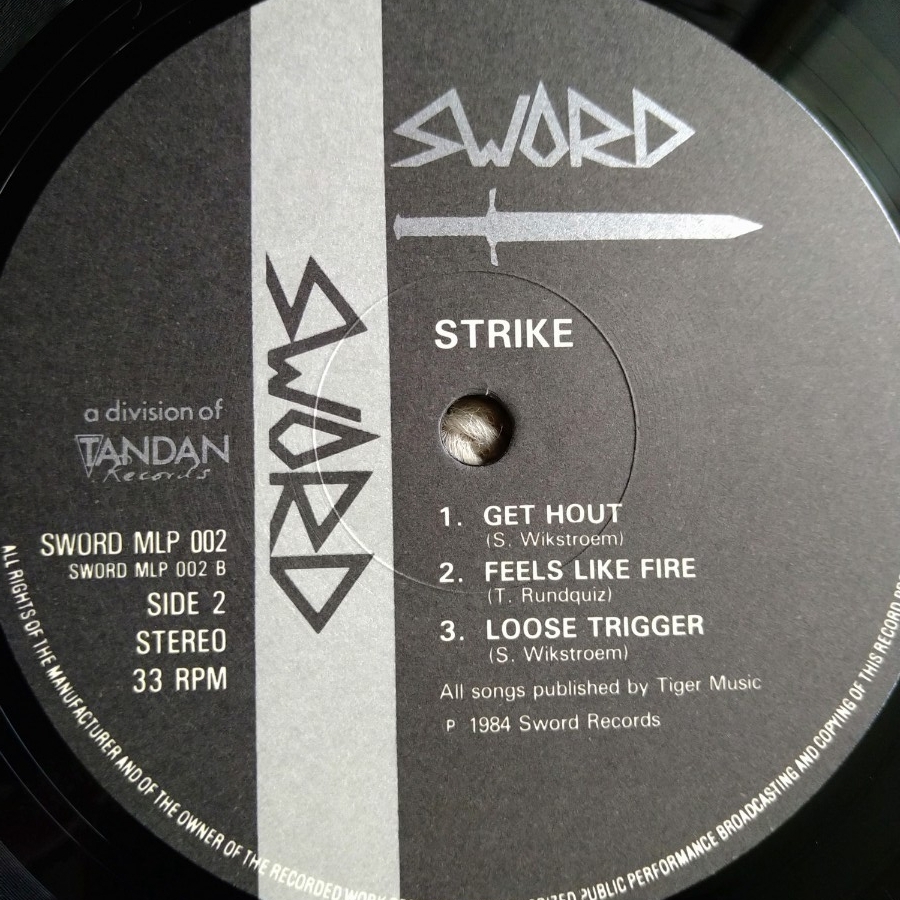 SWORD
SWORD
STRIKE
a division of
TANDAN
Records
SWORD MLP 002
SWORD MLP 002 B
SIDE 2
STEREO
33 RPM
1. GET HOUT
(S. Wikstroem)
2. FEELS LIKE FIRE
(T. Rundquiz)
3. LOOSE TRIGGER
(S. Wikstroem)
All songs published by Tiger Music
P 1984 Sword Records
ALL RIGHTS OF THE MANUFACTURER AND OF THE OWNER OF THE RECORDED WORK
PUBLIC PERFORMANCE BROADCASTING AND COPYING OF THIS RECORD